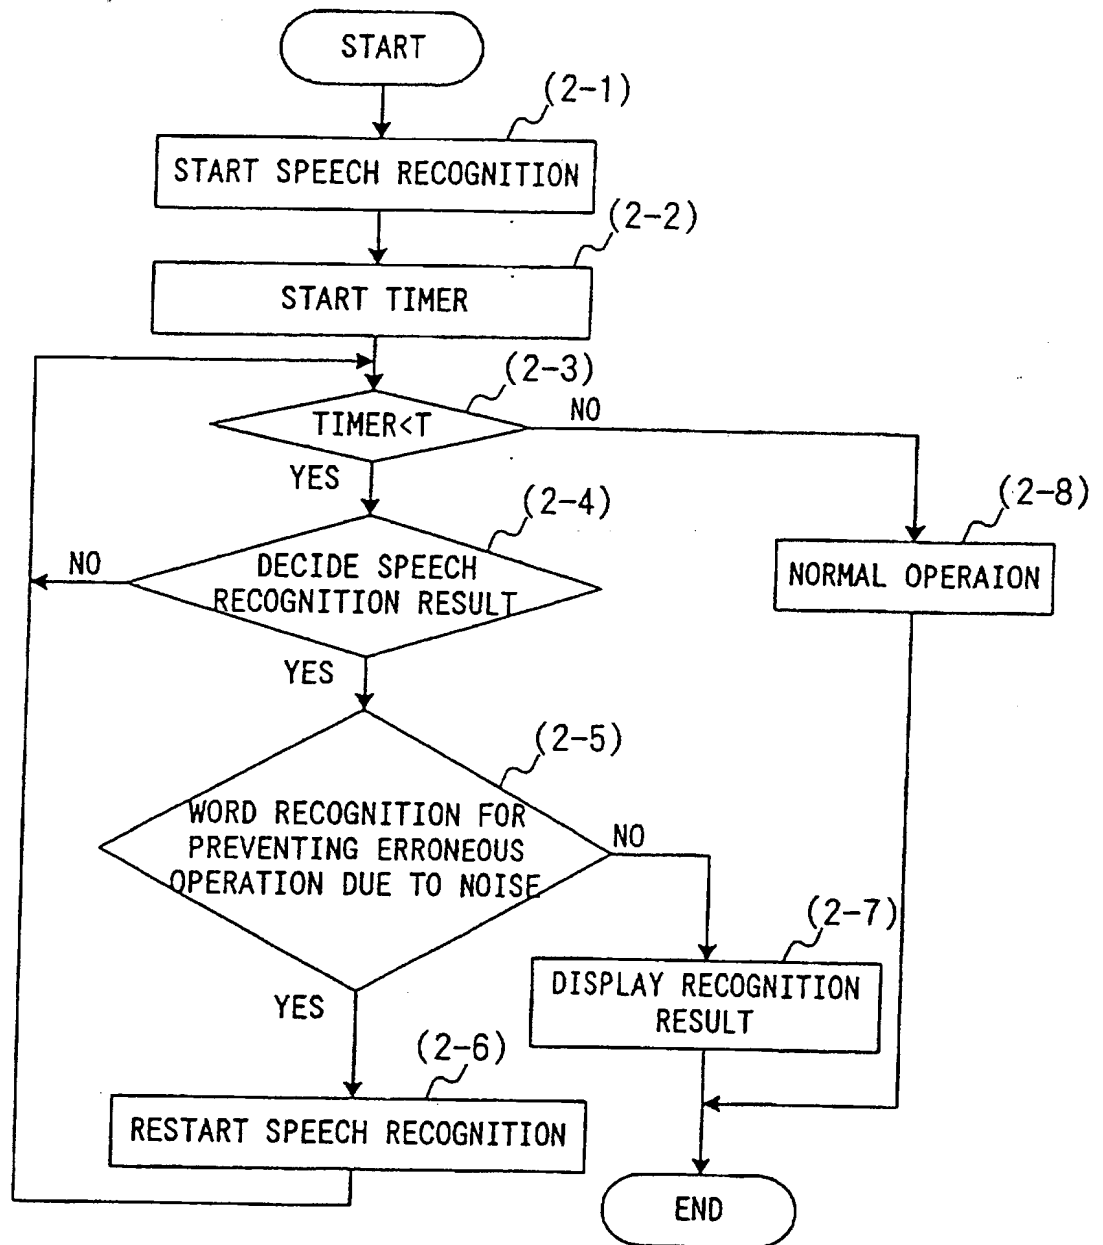 START
(2-1)
START SPEECH RECOGNITION
(2-2)
START TIMER
(2-3)
TIMER<T
NO
YES
(2-4)
(2-8)
NO
DECIDE SPEECH
RECOGNITION RESULT
NORMAL OPERAION
YES
(2-5)
WORD RECOGNITION FOR
PREVENTING ERRONEOUS
OPERATION DUE TO NOISE
NO
(2-7)
DISPLAY RECOGNITION
RESULT
YES
(2-6)
RESTART SPEECH RECOGNITION
END